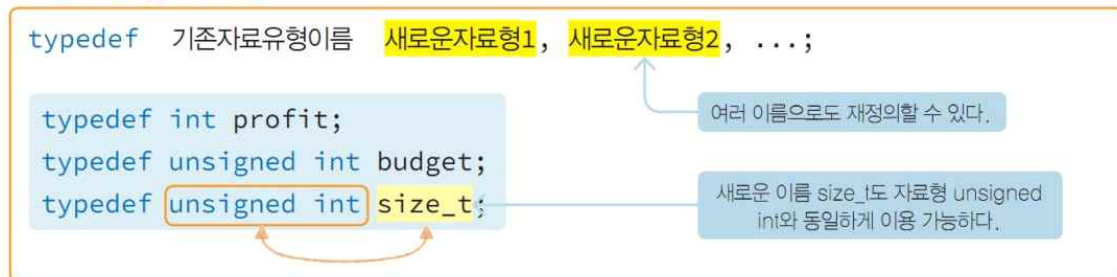 typedef 기존자료유형이름 새로운자료형1, 새로운자료형2, ...;
여러 이름으로도 재정의할 수 있다.
typedef int profit;
typedef unsigned int budget;
typedef unsigned int size_t;
새로운 이름 size_t도 자료형 unsigned
int와 동일하게 이용 가능하다.